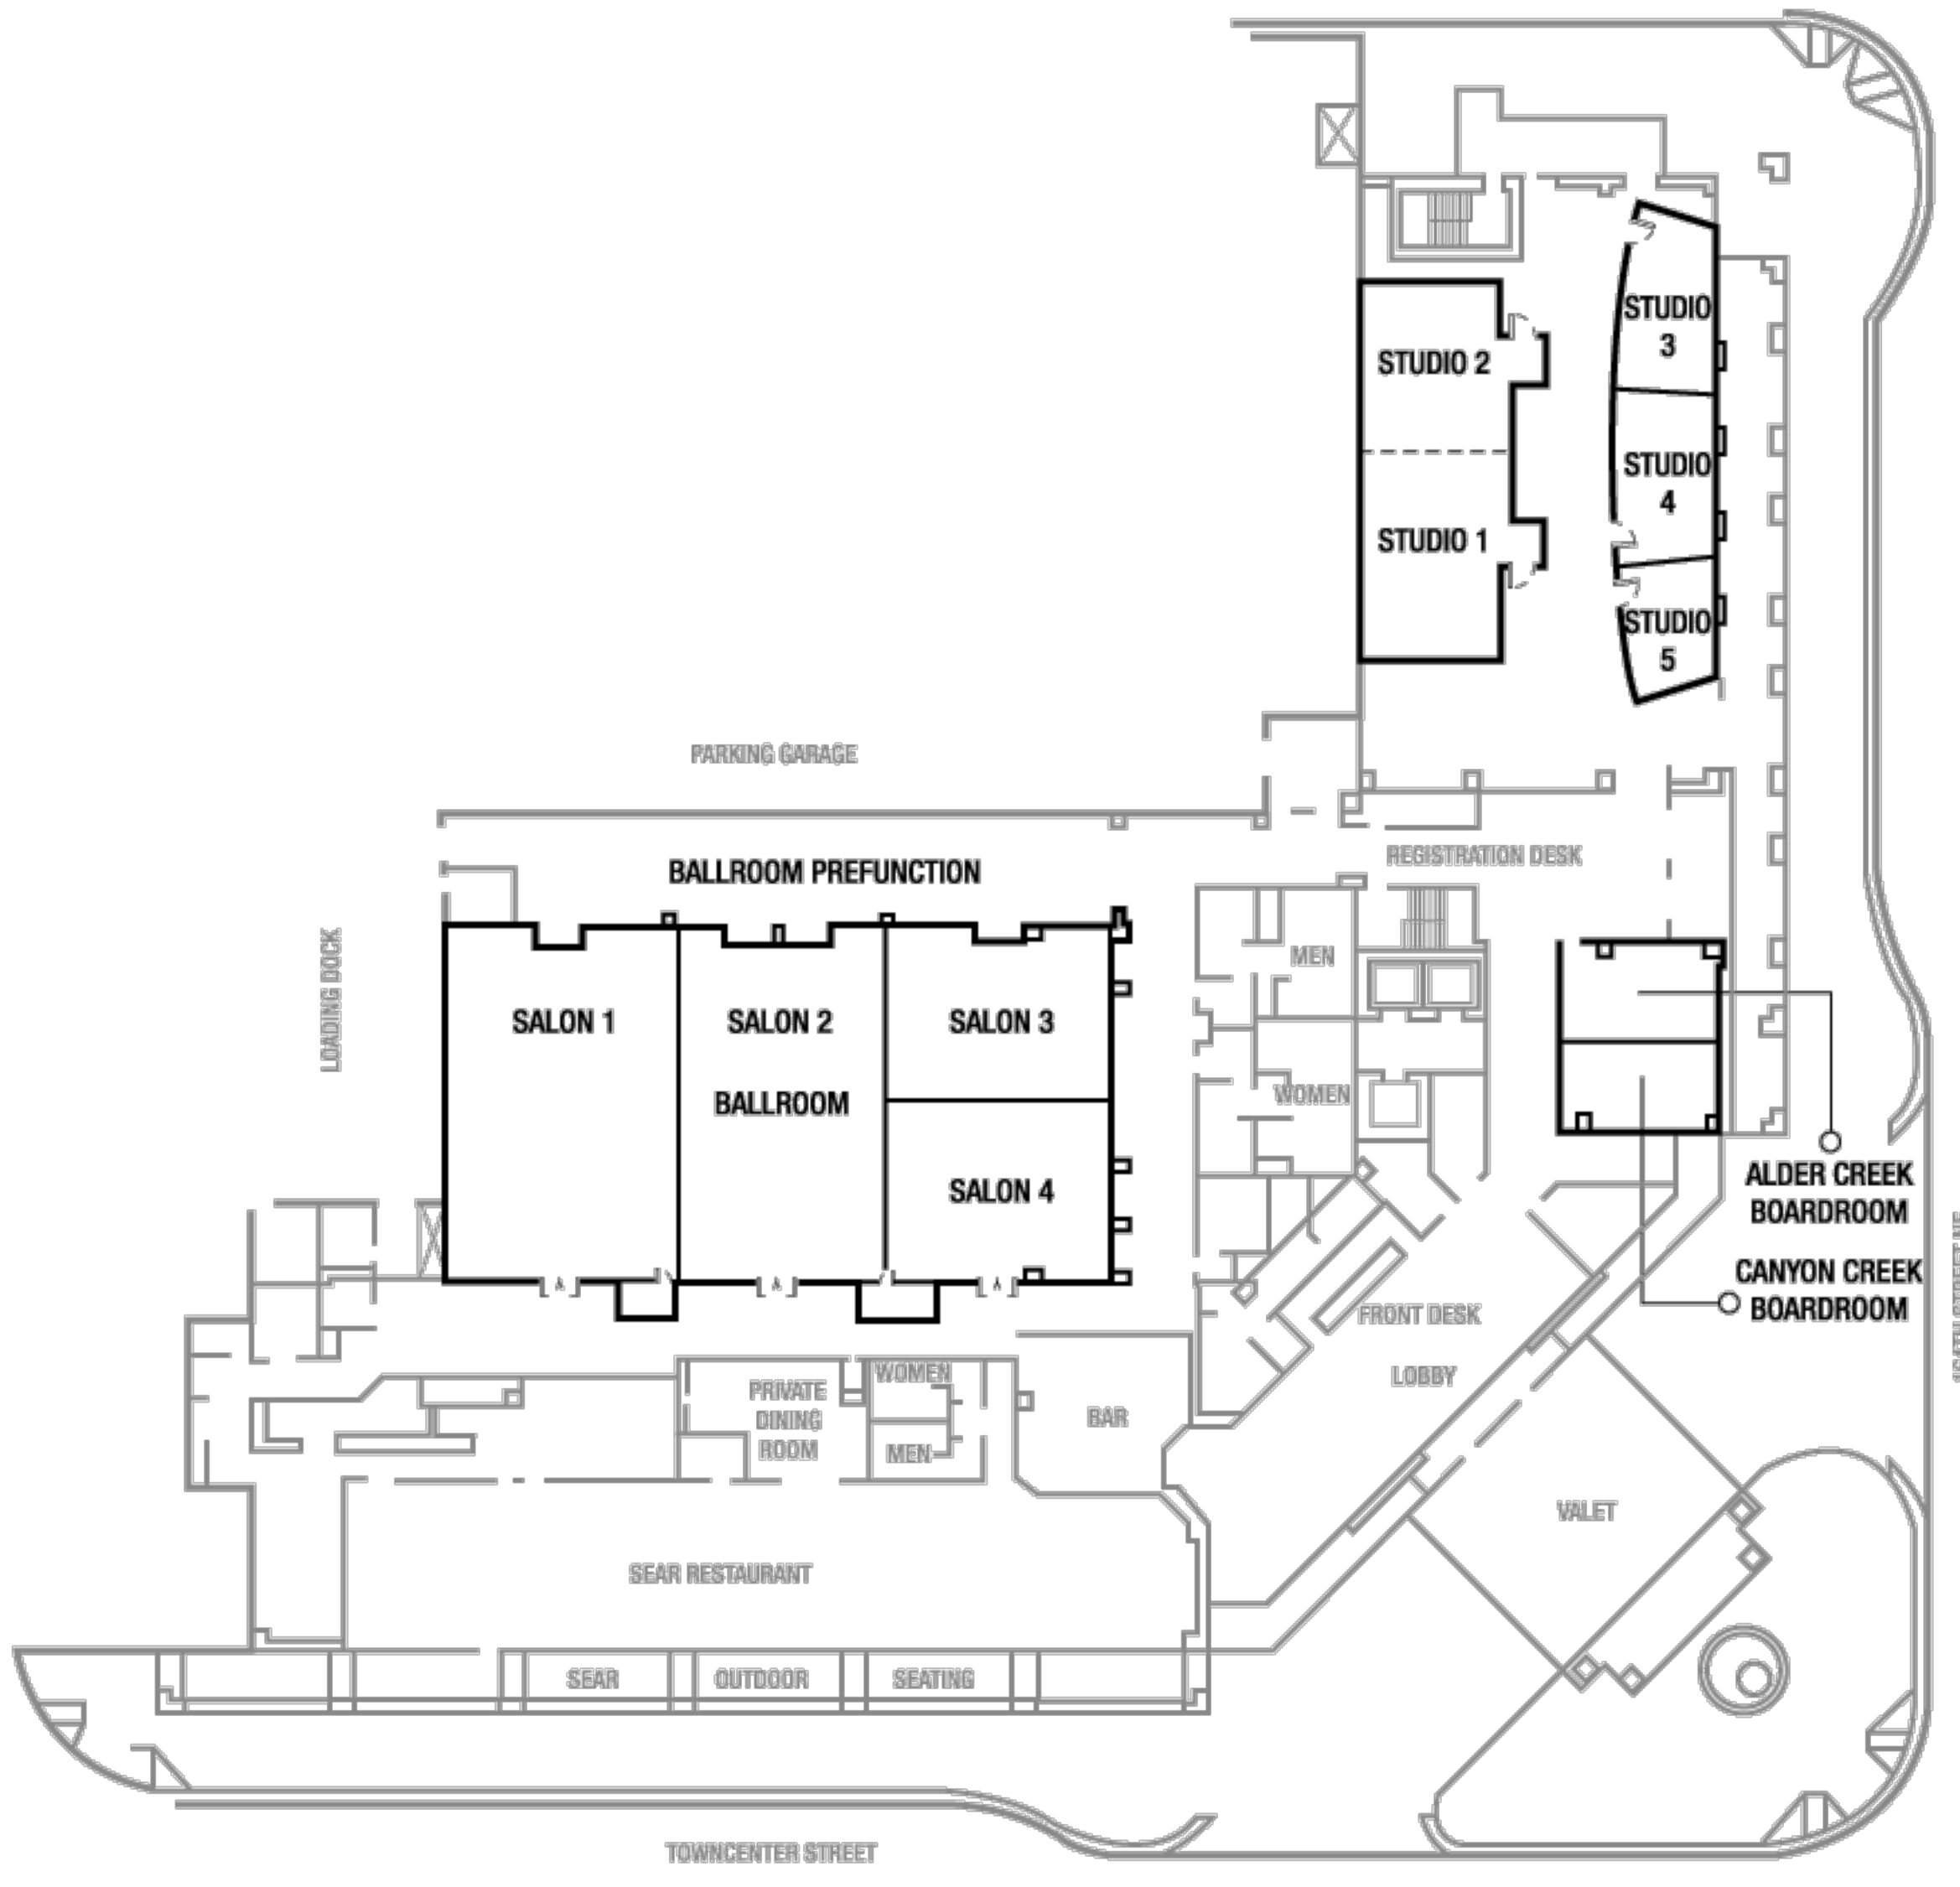 STUDIO
3
STUDIO 2
STUDIO
4
STUDIO 1
STUDIO
5
PARKING GARAGE
REGISTRATION DESK
BALLROOM PREFUNCTION
LOADING DOCK
MEN
SALON 1
SALON 2
SALON 3
WOMEN
BALLROOM
SALON 4
ALDER CREEK
BOARDROOM
CANYON CREEK
BOARDROOM
FRONT DESK
LOBBY
WOMEN
PRIVATE
DINING
ROOM
BAR
MEN
VALET
SEAR RESTAURANT
SEAR
OUTDOOR
SEATING
TOWNCENTER STREET